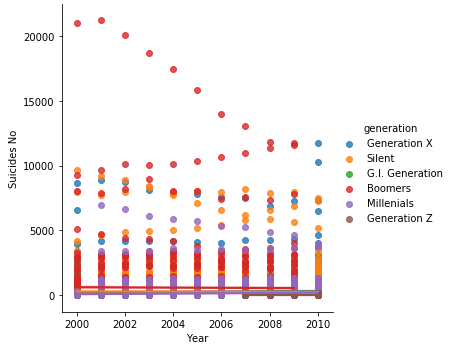 20000
15000
10000
5000
0
Suicides No
2000 2002 2004 2006 2008 2010
Year
generation
Generation X
Silent
G.I. Generation
Boomers
Millenials
Generation Z